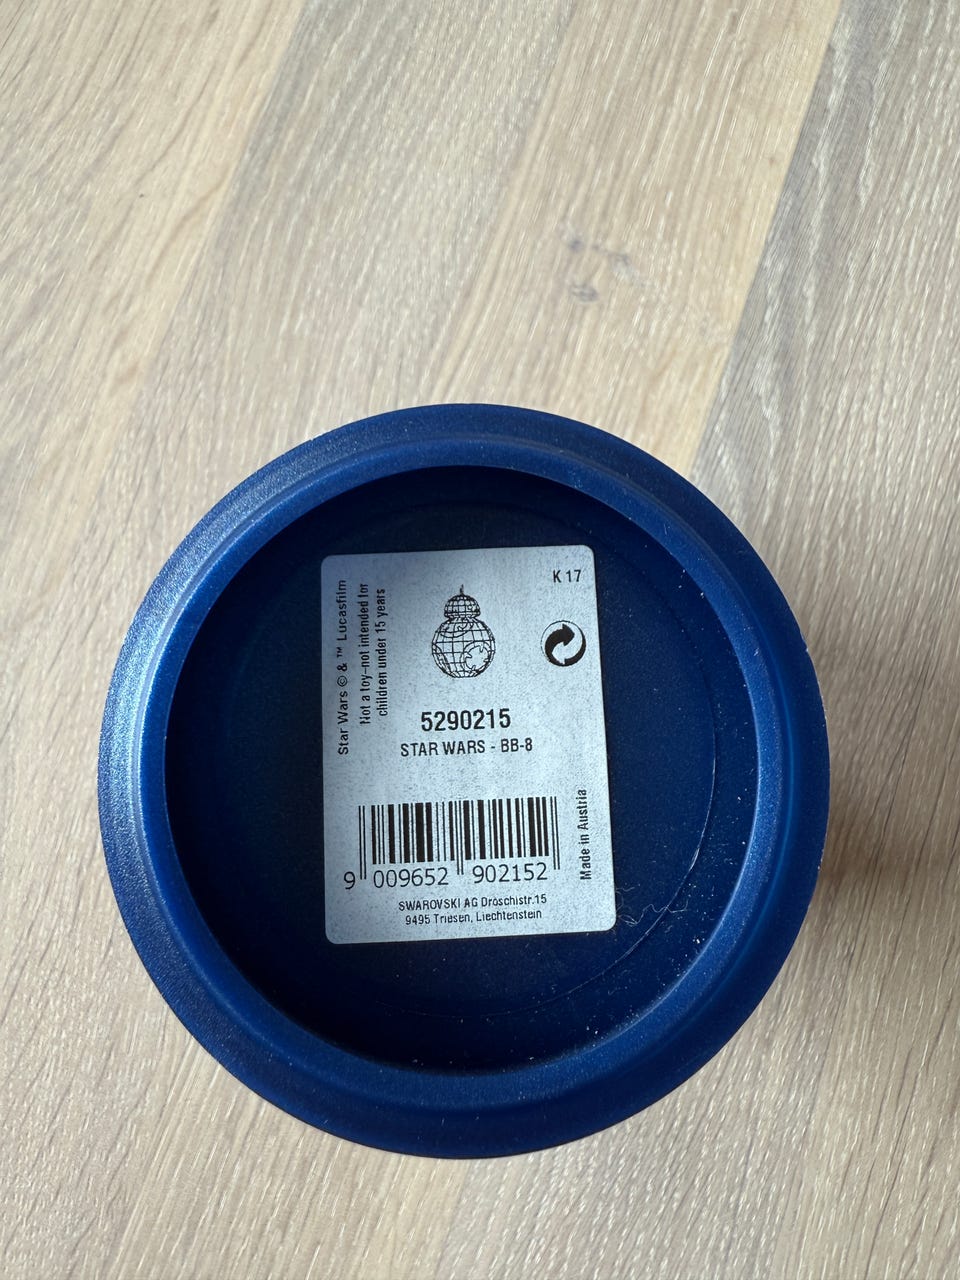 Star Wars © & ™ Lucasfilm
Not a toy-not intended for
children under 15 years
K 17
5290215
STAR WARS - BB-8
Made in Austria
9 009652 902152
SWAROVSKI AG Dröschistr.15
9495 Triesen, Liechtenstein